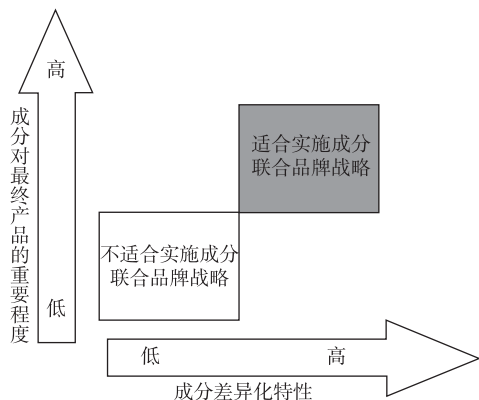 高
成分对最终产品的重要程度
适合实施成分
联合品牌战略
不适合实施成分
联合品牌战略
低
低
高
成分差异化特性